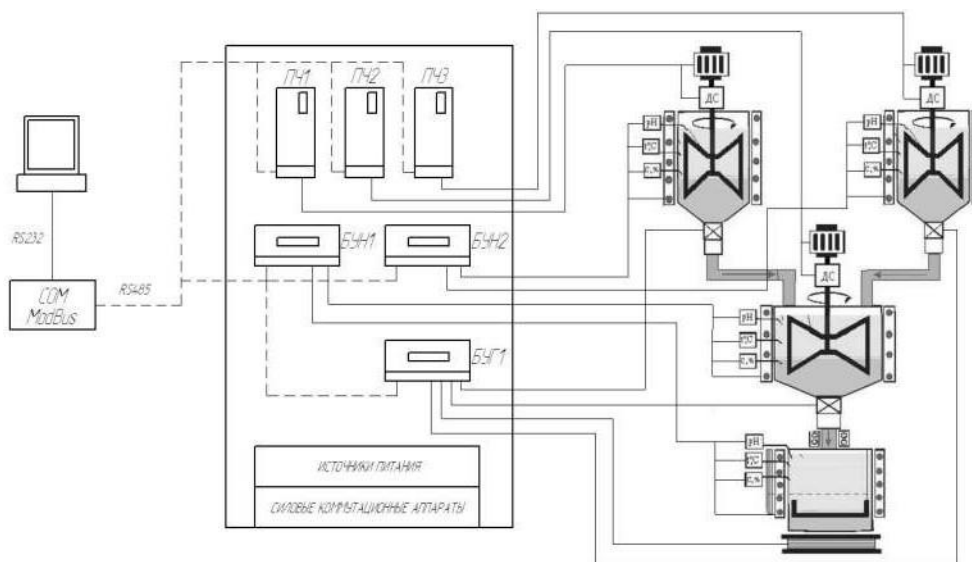 ПЧ1
ПЧ2
ПЧ3
RS232
COM
ModBus
RS485
БУН1
БУН2
БУГ1
ИСТОЧНИКИ ПИТАНИЯ
СИЛОВЫЕ КОММУТАЦИОННЫЕ АППАРАТЫ
ДС
pH
t,°C
c,%
ДС
pH
t,°C
c,%
ДС
pH
t,°C
c,%
pH
t,°C
c,%